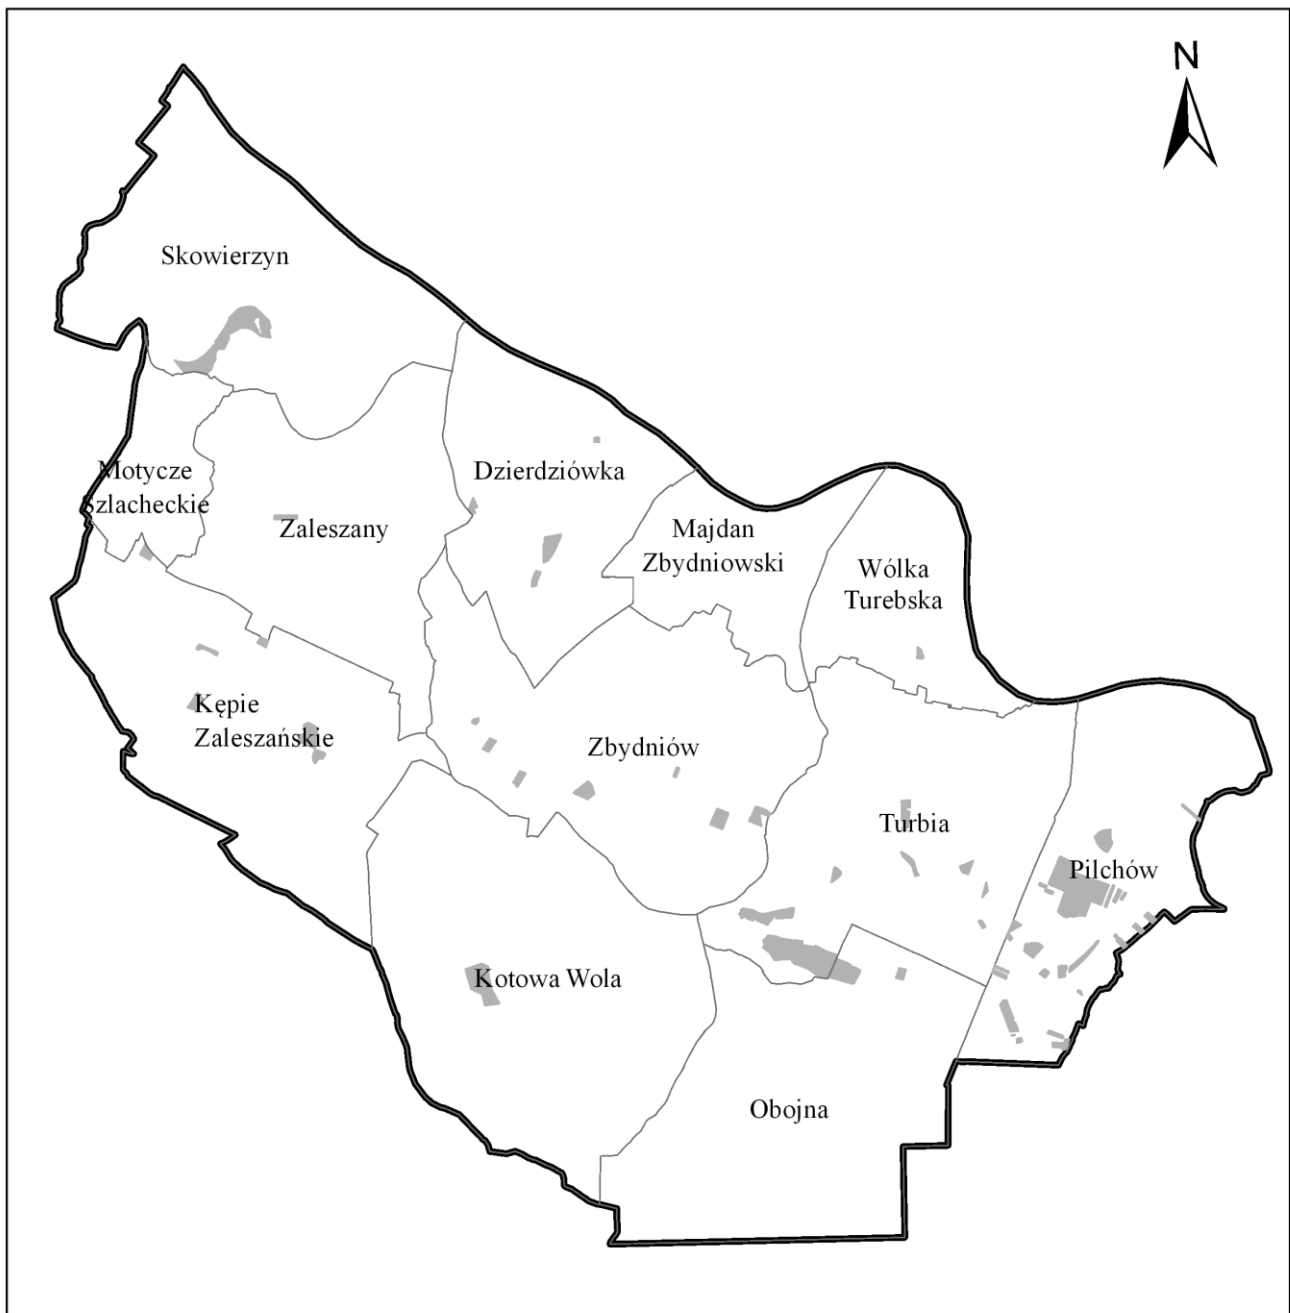 N
Skowierzyn
Motycze
Szlacheckie
Dzierdziówka
Zaleszany
Majdan
Zbydniowski
Wólka
Turebska
Kępie
Zaleszańskie
Zbydniów
Turbia
Pilchów
Kotowa Wola
Obojna